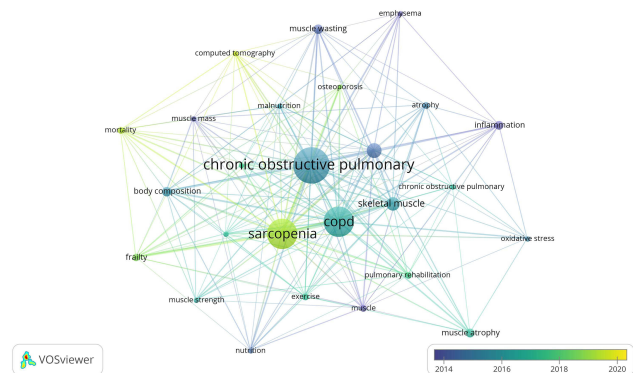 emphysema
muscle wasting
computed tomography
osteoporosis
malnutrition
atrophy
muscle mass
inflammation
mortality
chronic obstructive pulmonary
chronic obstructive pulmonary
body composition
skeletal muscle
copd
sarcopenia
oxidative stress
frailty
pulmonary rehabilitation
muscle strength
exercise
muscle
muscle atrophy
nutrition
VOSviewer
2014 2016 2018 2020